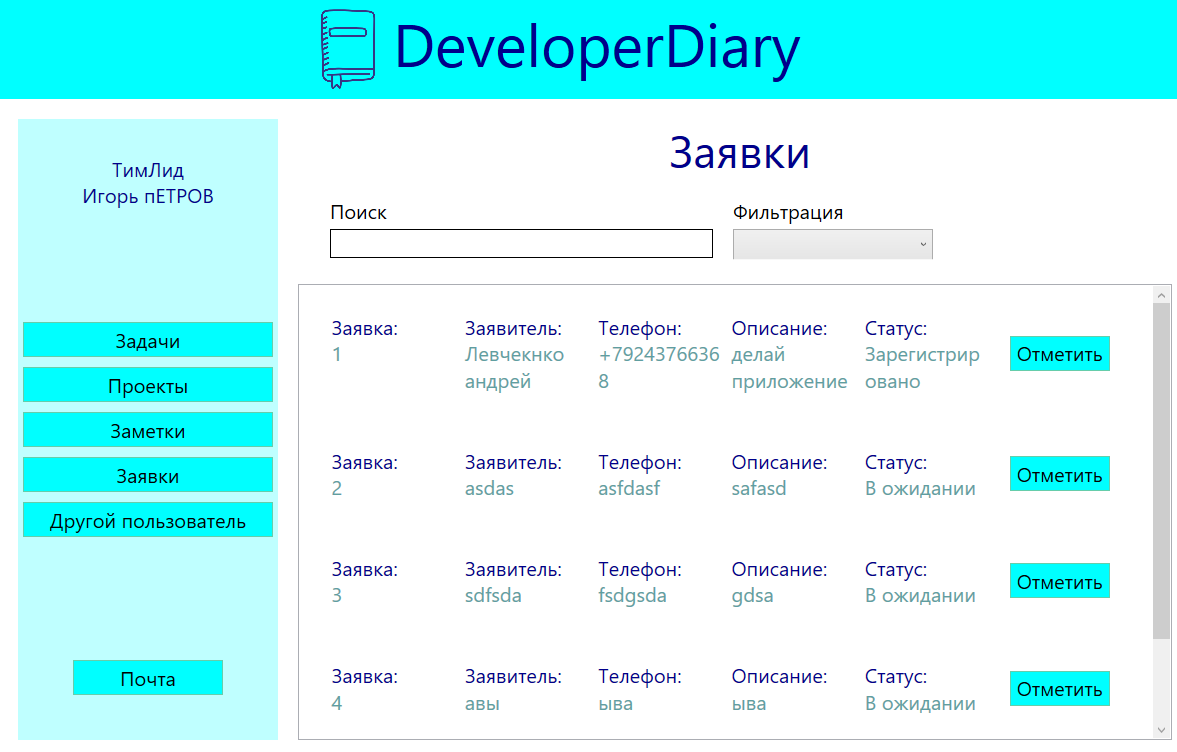 DeveloperDiary
ТимЛид
Игорь пЕТРОВ
Задачи
Проекты
Заметки
Заявки
Другой пользователь
Почта
Заявки
Поиск
Фильтрация
Заявка: Заявитель: Телефон: Описание: Статус:
1 Левчекнко +7924376636 делай Зарегистрир Отметить
андрей 8 приложение овано
Заявка: Заявитель: Телефон: Описание: Статус:
2 asdas asfdasf safasd В ожидании Отметить
Заявка: Заявитель: Телефон: Описание: Статус:
3 sdfsda fsdgsda gdsa В ожидании Отметить
Заявка: Заявитель: Телефон: Описание: Статус:
4 авы ыва ыва В ожидании Отметить